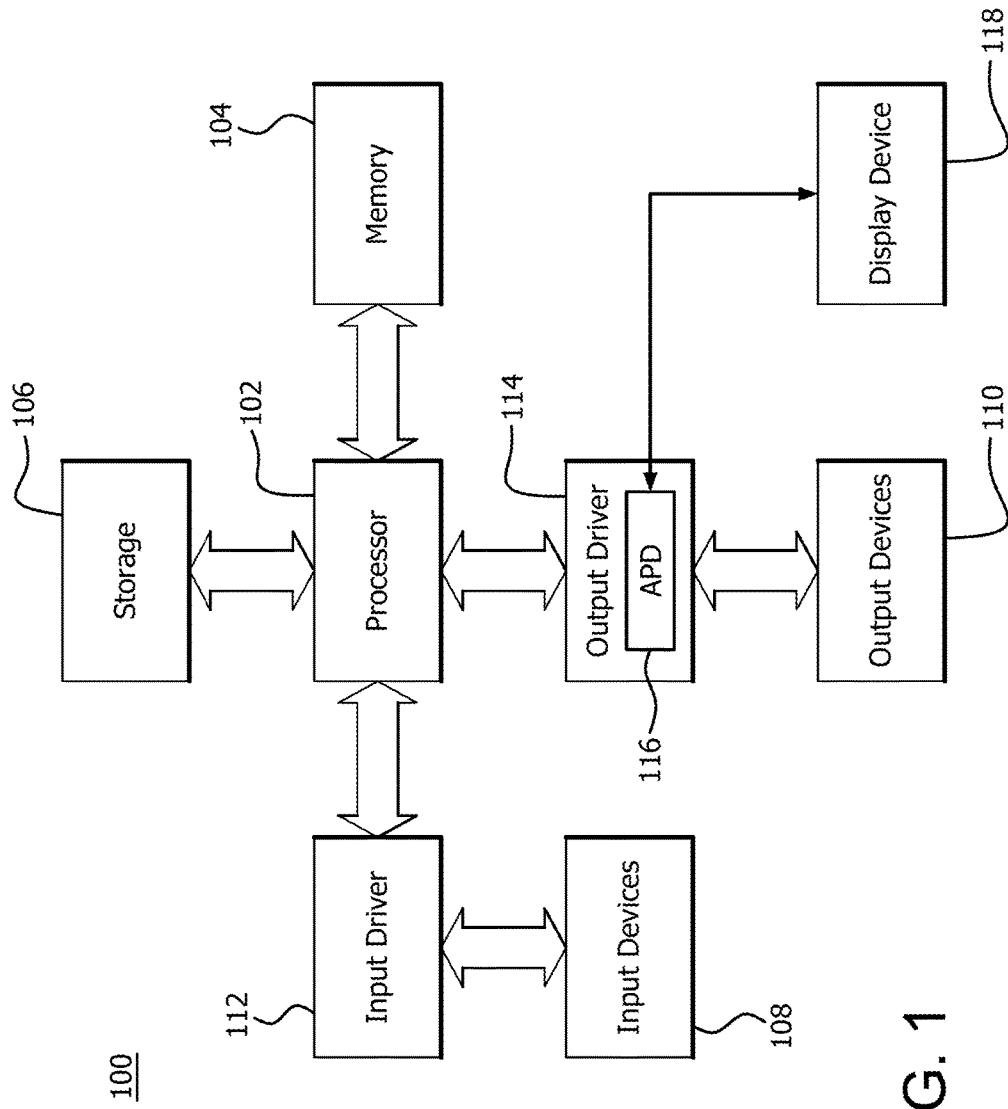 100
106
Storage
102
104
Processor
Memory
112
Input Driver
114
Output Driver
APD
116
Input Devices
108
Output Devices
110
Display Device
118
G. 1